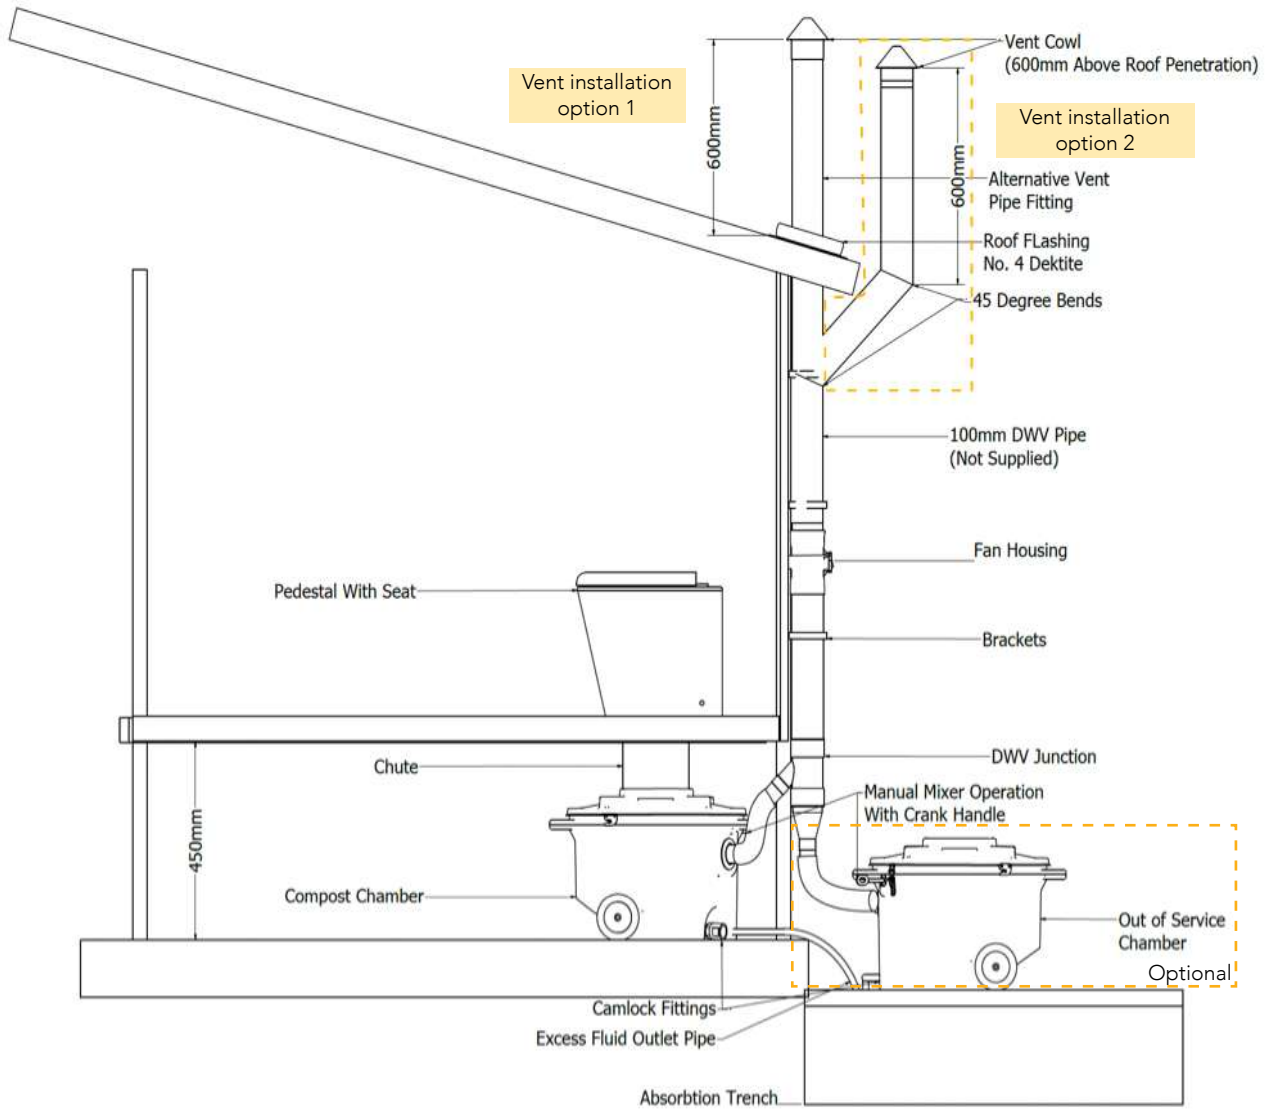 Vent Cowl
(600mm Above Roof Penetration)
Vent installation
option 1
600mm
Vent installation
option 2
600mm
Alternative Vent
Pipe Fitting
Roof FLashing
No. 4 Dektite
45 Degree Bends
100mm DWV Pipe
(Not Supplied)
Fan Housing
Pedestal With Seat
Brackets
DWV Junction
Chute
Manual Mixer Operation
With Crank Handle
450mm
Compost Chamber
Out of Service
Chamber
Optional
Camlock Fittings
Excess Fluid Outlet Pipe
Absorbtion Trench